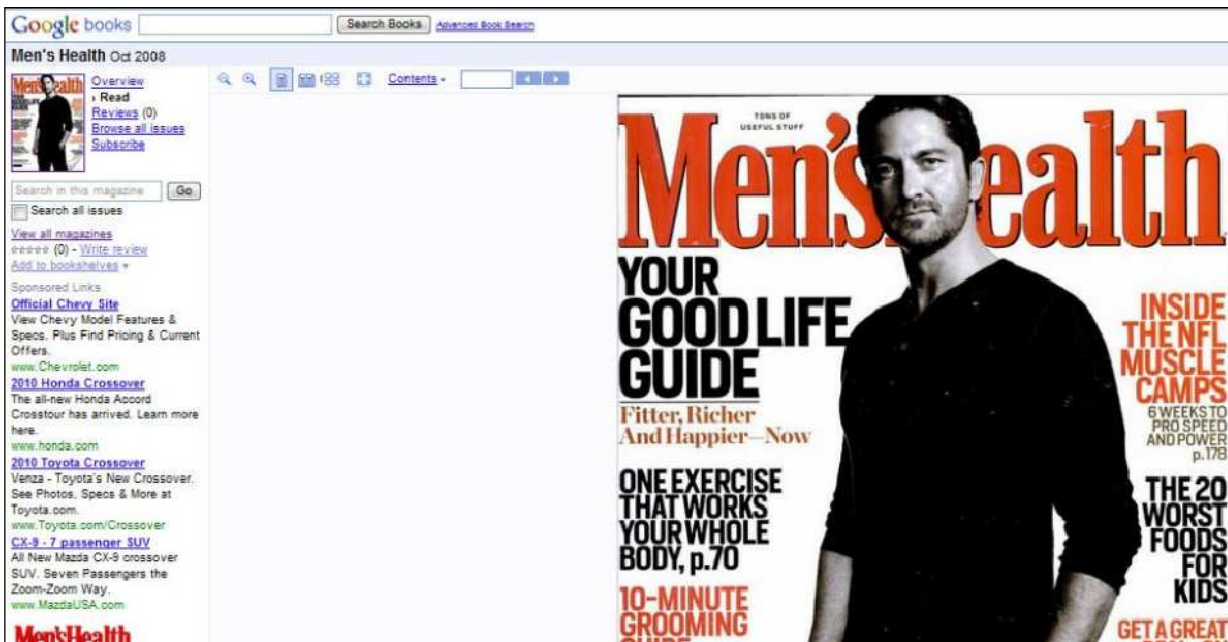 Google books
Search Books
Advanced Book Search
Men's Health Oct 2008
Overview
Read
Reviews (0)
Browse all issues
Subscribe
Contents
Search in this magazine
Go
Search all issues
View all magazines
(0) - Write review
Add to bookshelves
Sponsored Links
Official Chevy Site
View Chevy Model Features &
Specs. Plus Find Pricing & Current
Offers.
www.Chevrolet.com
2010 Honda Crossover
The all-new Honda Accord
Crosstour has arrived. Learn more
here.
www.honda.com
2010 Toyota Crossover
Venza - Toyota's New Crossover.
See Photos, Specs & More at
Toyota.com.
www.Toyota.com/Crossover
CX-9 - 7 passenger SUV
All New Mazda CX-9 crossover
SUV. Seven Passengers the
Zoom-Zoom Way.
www.MazdaUSA.com
Men'sHealth
TONS OF
USEFUL STUFF
Men's Health
YOUR
GOOD LIFE
GUIDE
Fitter, Richer
And Happier—Now
ONE EXERCISE
THAT WORKS
YOUR WHOLE
BODY, p.70
10-MINUTE
GROOMING
GUIDE
INSIDE
THE NFL
MUSCLE
CAMPS
6 WEEKS TO
PRO SPEED
AND POWER
p.178
THE 20
WORST
FOODS
FOR
KIDS
GET A GREAT